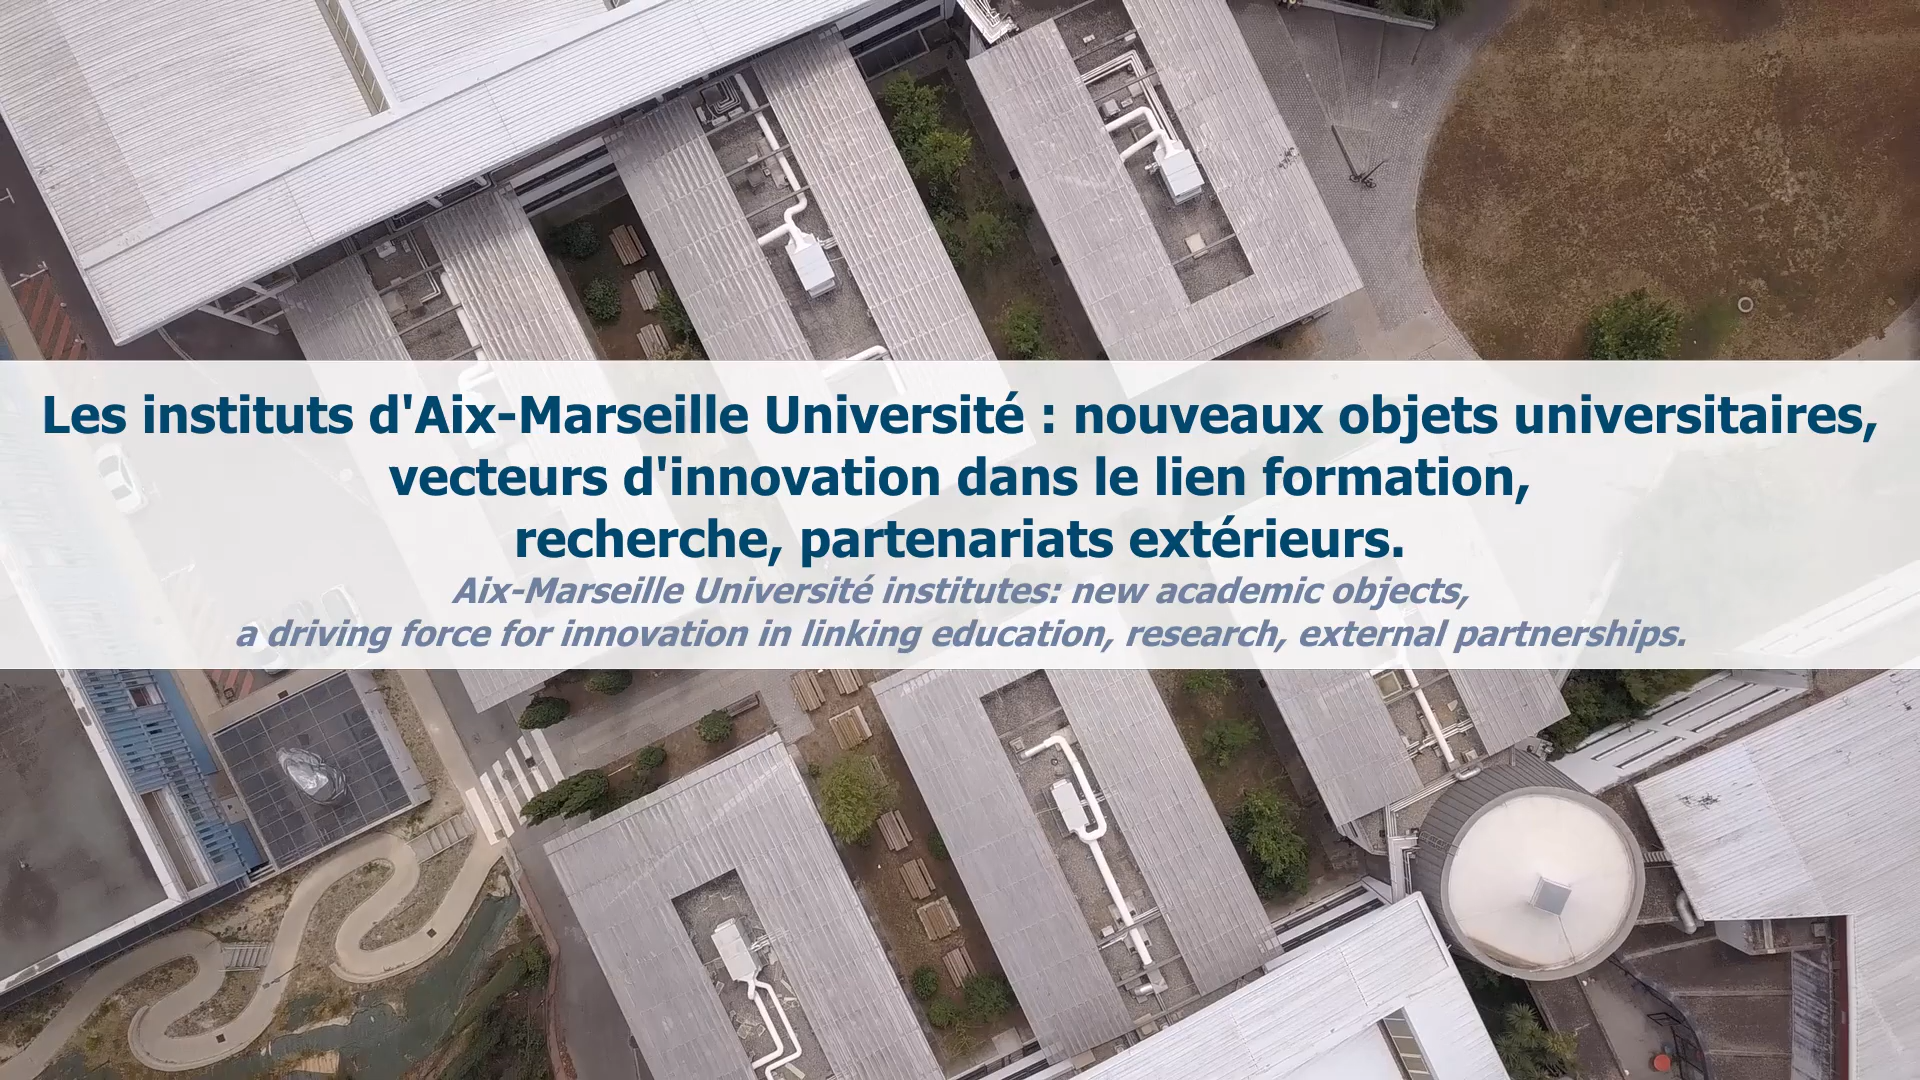 Les instituts d'Aix-Marseille Université : nouveaux objets universitaires,
vecteurs d'innovation dans le lien formation,
recherche, partenariats extérieurs.
Aix-Marseille Université institutes: new academic objects,
a driving force for innovation in linking education, research, external partnerships.